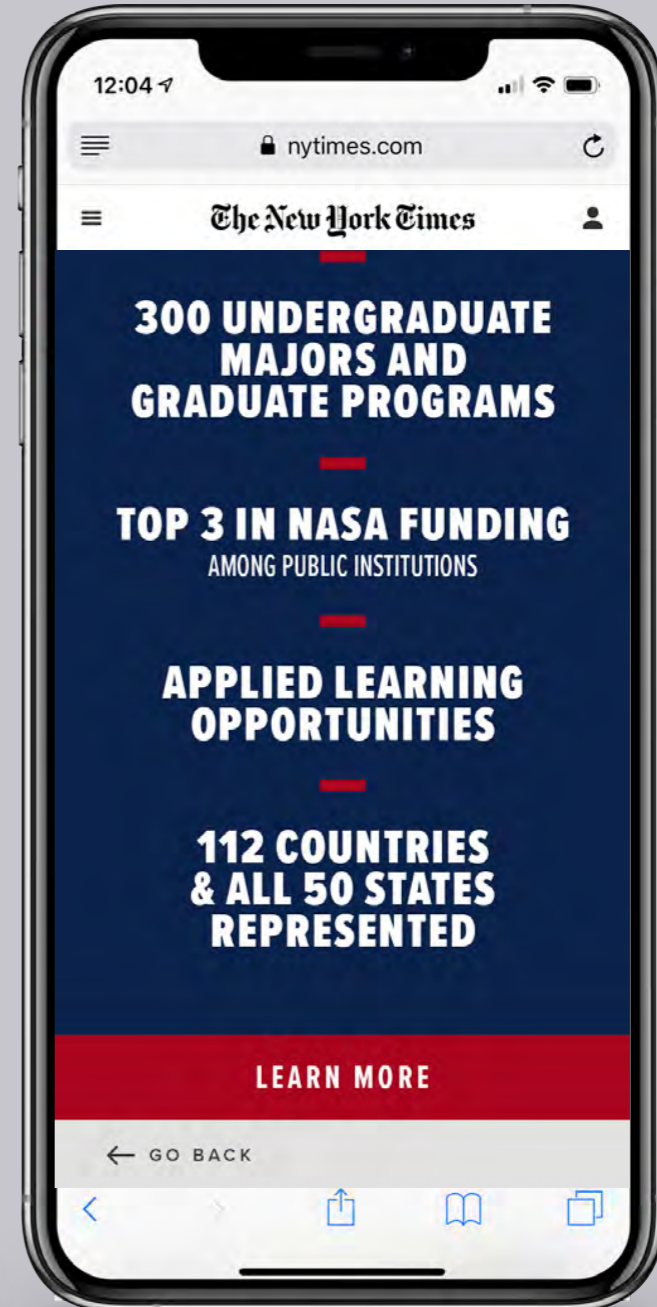 12:04
nytimes.com
The New York Times
300 UNDERGRADUATE
MAJORS AND
GRADUATE PROGRAMS
TOP 3 IN NASA FUNDING
AMONG PUBLIC INSTITUTIONS
APPLIED LEARNING
OPPORTUNITIES
112 COUNTRIES
& ALL 50 STATES
REPRESENTED
LEARN MORE
← GO BACK